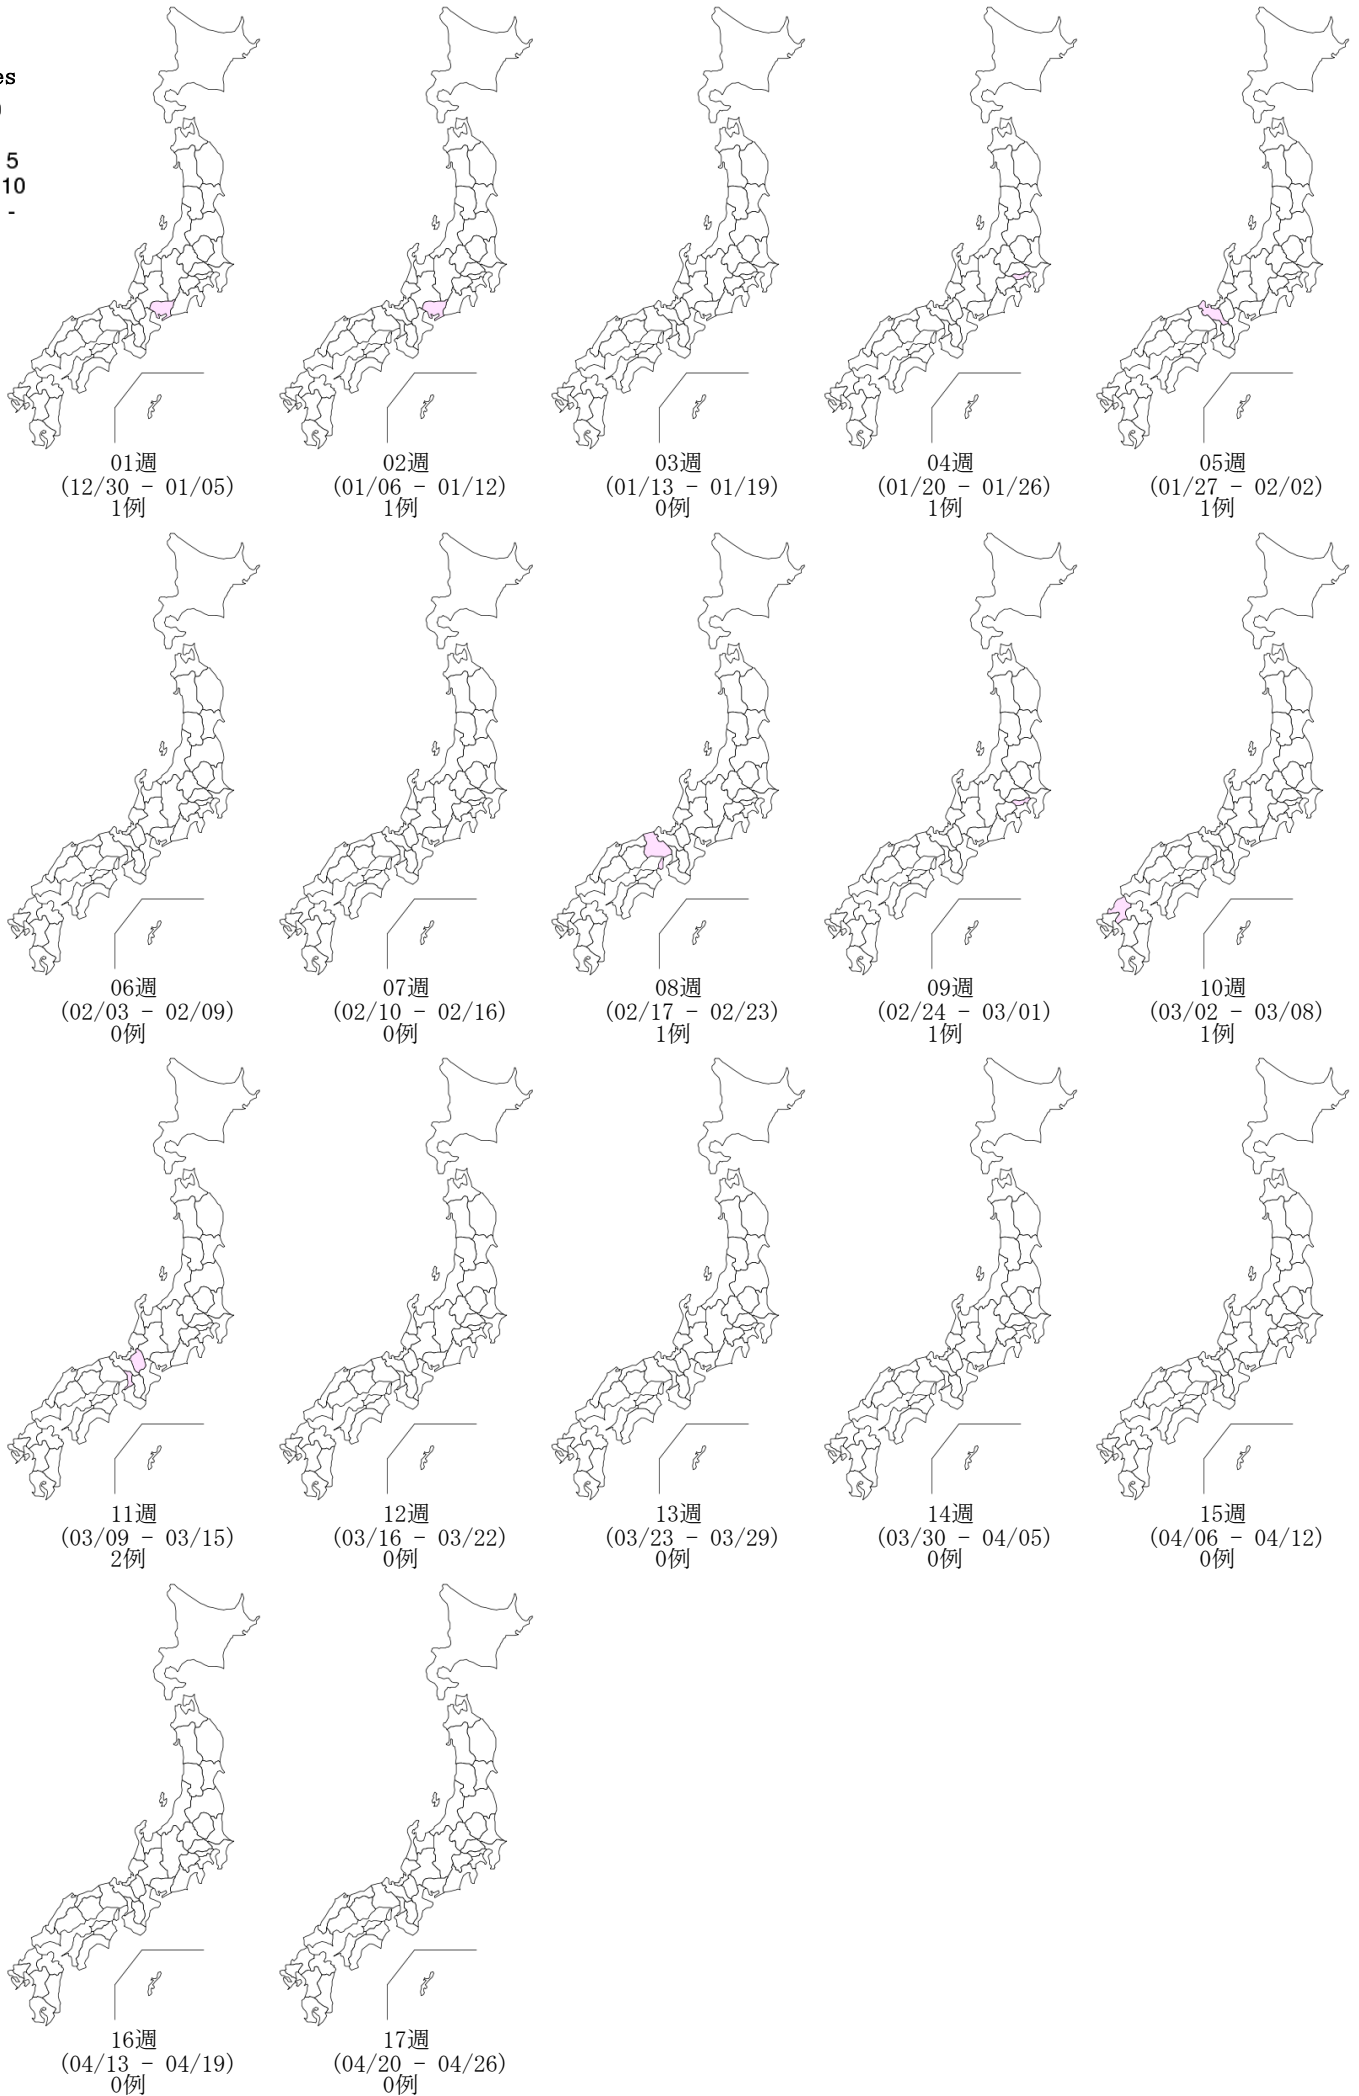 5
10
-
01週
(12/30 - 01/05)
1例
02週
(01/06 - 01/12)
1例
03週
(01/13 - 01/19)
0例
04週
(01/20 - 01/26)
1例
05週
(01/27 - 02/02)
1例
06週
(02/03 - 02/09)
0例
07週
(02/10 - 02/16)
0例
08週
(02/17 - 02/23)
1例
09週
(02/24 - 03/01)
1例
10週
(03/02 - 03/08)
1例
11週
(03/09 - 03/15)
2例
12週
(03/16 - 03/22)
0例
13週
(03/23 - 03/29)
0例
14週
(03/30 - 04/05)
0例
15週
(04/06 - 04/12)
0例
16週
(04/13 - 04/19)
0例
17週
(04/20 - 04/26)
0例